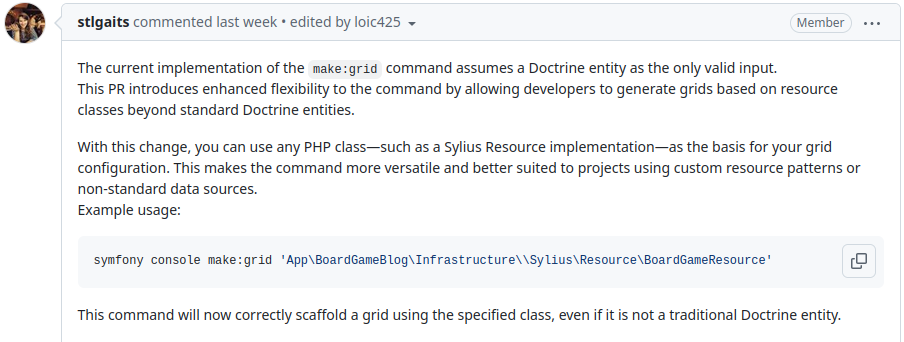 stlgaits commented last week • edited by loic425
Member
The current implementation of the make:grid command assumes a Doctrine entity as the only valid input.
This PR introduces enhanced flexibility to the command by allowing developers to generate grids based on resource
classes beyond standard Doctrine entities.
With this change, you can use any PHP class—such as a Sylius Resource implementation—as the basis for your grid
configuration. This makes the command more versatile and better suited to projects using custom resource patterns or
non-standard data sources.
Example usage:
symfony console make:grid 'App\BoardGameBlog\Infrastructure\\Sylius\Resource\BoardGameResource'
This command will now correctly scaffold a grid using the specified class, even if it is not a traditional Doctrine entity.